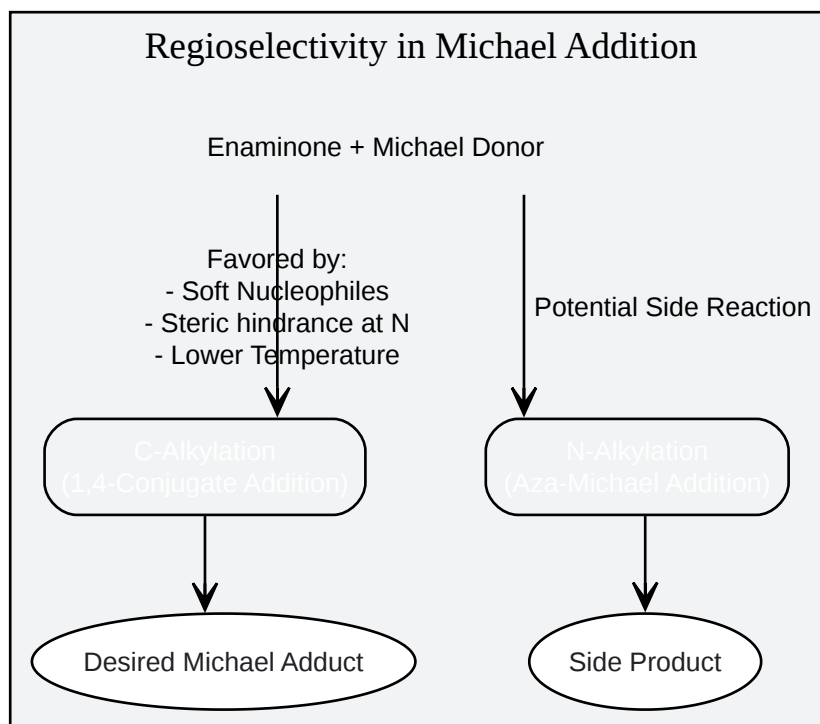 Regioselectivity in Michael Addition
Enaminone + Michael Donor
Favored by:
- Soft Nucleophiles
- Steric hindrance at N
- Lower Temperature
Potential Side Reaction
C-Alkylation
(1,4-Conjugate Addition)
N-Alkylation
(Aza-Michael Addition)
Desired Michael Adduct
Side Product